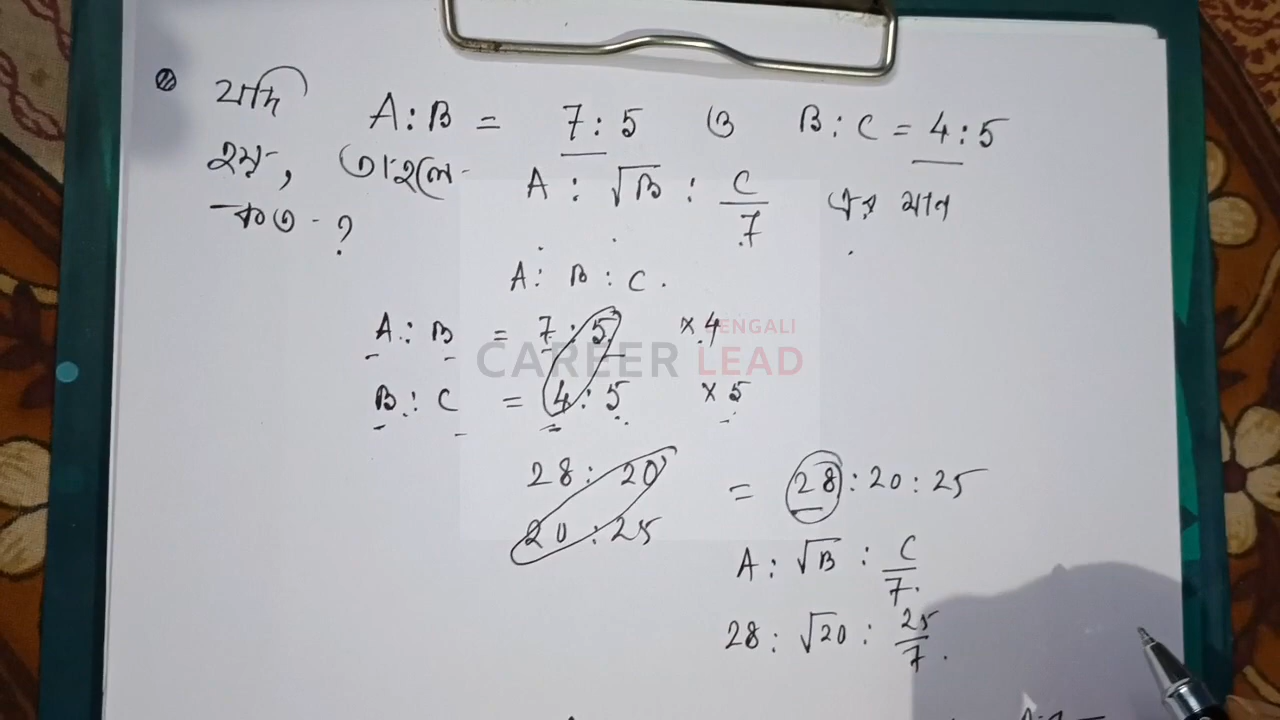 যদি A : B = 7 : 5 ও B : C = 4 : 5
হয়, তাহলে A : √B : C/7 এর মান
কত ?
A : B : C .
A : B = 7 : 5 × 4
B : C = 4 : 5 × 5
BENGALI
CAREER LEAD
28 : 20 = 28 : 20 : 25
20 : 25
A : √B : C/7 .
28 : √20 : 25/7 .